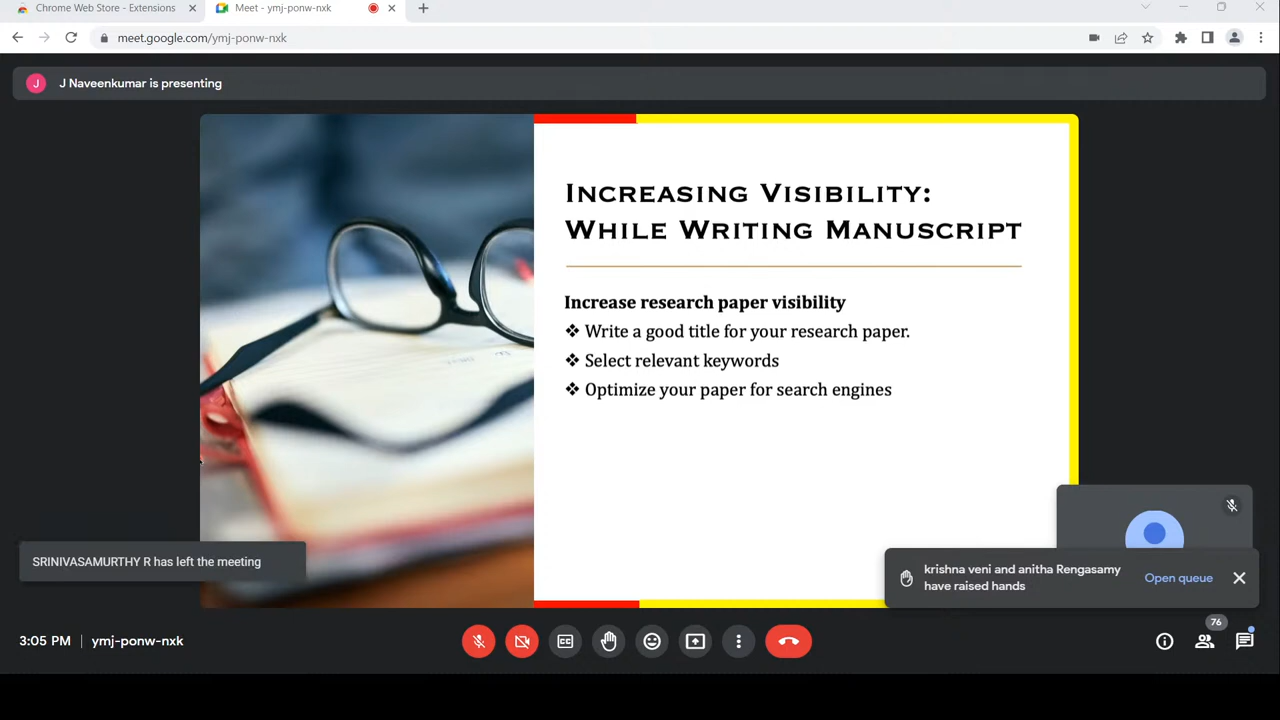 Chrome Web Store - Extensions
Meet - ymj-ponw-nxk
meet.google.com/ymj-ponw-nxk
J
J Naveenkumar is presenting
INCREASING VISIBILITY:
WHILE WRITING MANUSCRIPT
Increase research paper visibility
❖ Write a good title for your research paper.
❖ Select relevant keywords
❖ Optimize your paper for search engines
SRINIVASAMURTHY R has left the meeting
krishna veni and anitha Rengasamy
have raised hands
Open queue
3:05 PM
ymj-ponw-nxk
76